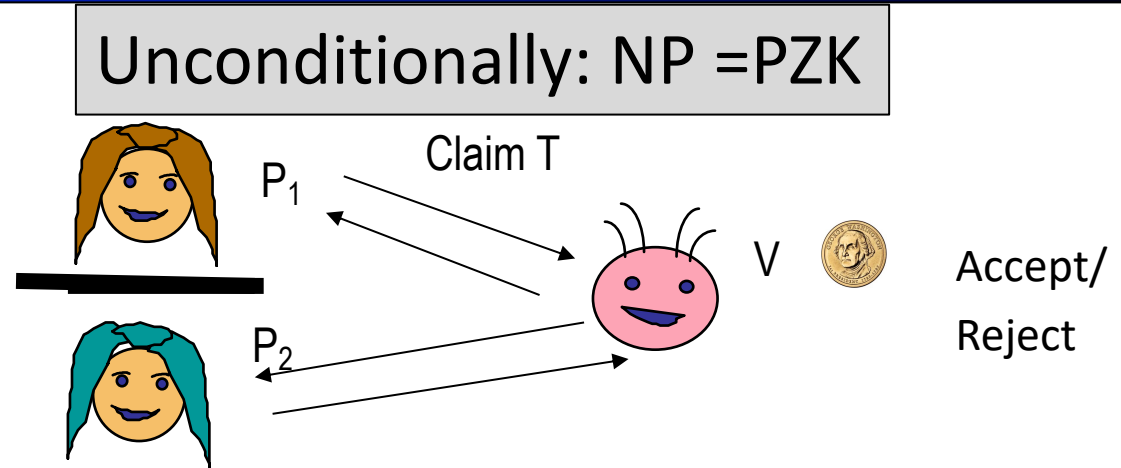 Unconditionally: NP =PZK
Claim T
P₁
V
Accept/
Reject
P₂